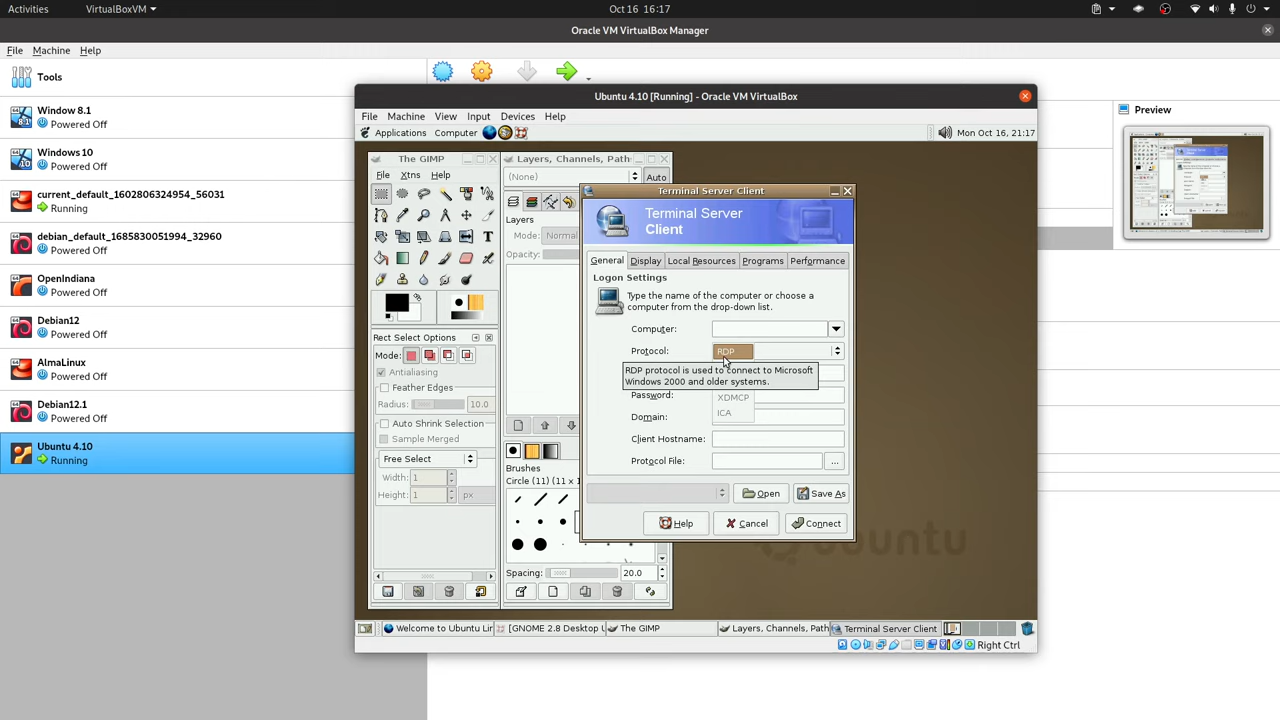 Activities
VirtualBoxVM
Oct 16 16:17
Oracle VM VirtualBox Manager
File Machine Help
Tools
Window 8.1
Powered Off
Windows 10
Powered Off
current_default_1602806324954_56031
Running
debian_default_1685830051994_32960
Powered Off
OpenIndiana
Powered Off
Debian12
Powered Off
AlmaLinux
Powered Off
Debian12.1
Powered Off
Ubuntu 4.10
Running
Preview
Ubuntu 4.10 [Running] - Oracle VM VirtualBox
File Machine View Input Devices Help
Applications Computer
Mon Oct 16, 21:17
The GIMP
File Xtns Help
Rect Select Options
Mode:
Antialiasing
Feather Edges
Radius: 10.0
Auto Shrink Selection
Sample Merged
Free Select
Width: 1
Height: 1 px
Layers, Channels, Paths
(None) Auto
Layers
Mode: Normal
Opacity:
Brushes
Circle (11) (11 x
Spacing: 20.0
Terminal Server Client
Terminal Server
Client
General Display Local Resources Programs Performance
Logon Settings
Type the name of the computer or choose a
computer from the drop-down list.
Computer:
Protocol: RDP
RDP protocol is used to connect to Microsoft
Windows 2000 and older systems.
Password:
XDMCP
ICA
Domain:
Client Hostname:
Protocol File: ...
Open Save As
Help Cancel Connect
ubuntu
Welcome to Ubuntu Lin
[GNOME 2.8 Desktop U
The GIMP
Layers, Channels, Path
Terminal Server Client
Right Ctrl